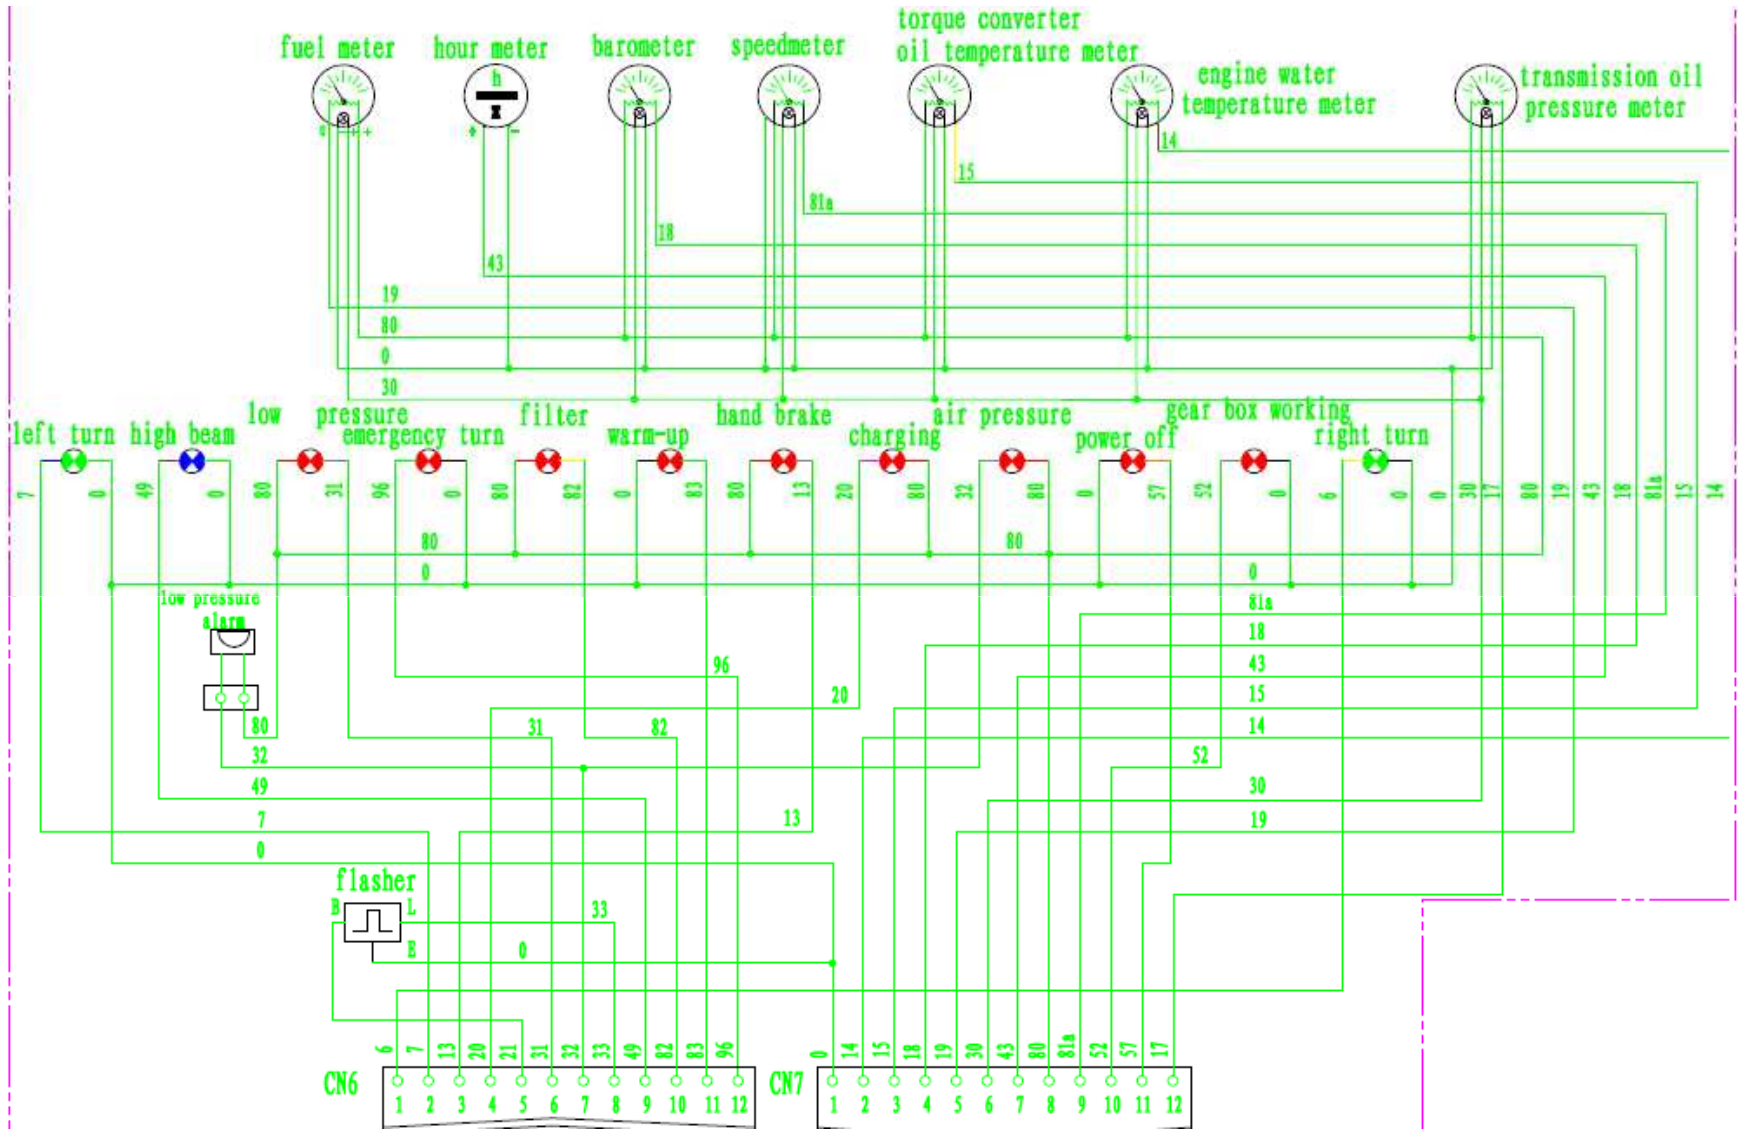 torque converter
oil temperature meter
fuel meter
hour meter
barometer
speedmeter
engine water
temperature meter
transmission oil
pressure meter
h
+ -
14
15
81a
18
43
19
80
0
30
low pressure
filter
hand brake
air pressure
gear box working
left turn
high beam
emergency turn
warm-up
charging
power off
right turn
7 0 49 0 80 31 96 0 80 82 0 83 80 13 20 80 32 80 0 57 52 0 6 0 0 30 17 80 19 43 18 81a 15 14
80 80
0 0
low pressure
alarm
81a
18
96 43
20 15
80 31 82 14
32 52
49 30
7 13 19
0
flasher
B L 33
E 0
6 7 13 20 21 31 32 33 49 82 83 96
0 14 15 18 19 30 43 80 81a 52 57 17
CN6
1 2 3 4 5 6 7 8 9 10 11 12
CN7
1 2 3 4 5 6 7 8 9 10 11 12